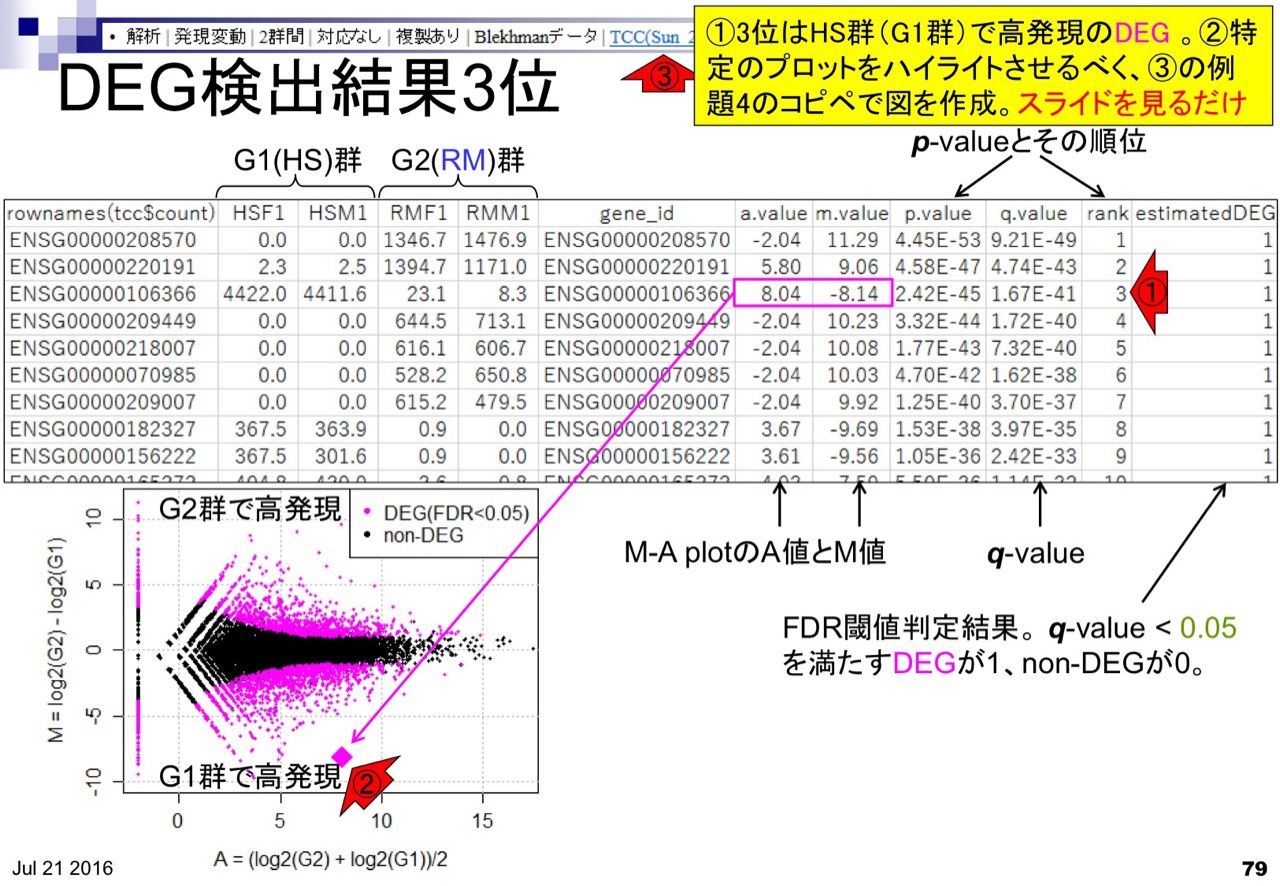 • 解析 | 発現変動 | 2群間 | 対応なし | 複製あり | Blekhmanデータ | TCC(Sun_2
DEG検出結果3位
③
①3位はHS群(G1群)で高発現のDEG 。②特
定のプロットをハイライトさせるべく、③の例
題4のコピペで図を作成。スライドを見るだけ
p-valueとその順位
G1(HS)群 G2(RM)群
rownames(tcc$count) HSF1 HSM1 RMF1 RMM1 gene_id a.value m.value p.value q.value rank estimatedDEG
ENSG00000208570 0.0 0.0 1346.7 1476.9 ENSG00000208570 -2.04 11.29 4.45E-53 9.21E-49 1 1
ENSG00000220191 2.3 2.5 1394.7 1171.0 ENSG00000220191 5.80 9.06 4.58E-47 4.74E-43 2 1
ENSG00000106366 4422.0 4411.6 23.1 8.3 ENSG00000106366 8.04 -8.14 2.42E-45 1.67E-41 3 1
①
ENSG00000209449 0.0 0.0 644.5 713.1 ENSG00000209449 -2.04 10.23 3.32E-44 1.72E-40 4 1
ENSG00000218007 0.0 0.0 616.1 606.7 ENSG00000218007 -2.04 10.08 1.77E-43 7.32E-40 5 1
ENSG00000070985 0.0 0.0 528.2 650.8 ENSG00000070985 -2.04 10.03 4.70E-42 1.62E-38 6 1
ENSG00000209007 0.0 0.0 615.2 479.5 ENSG00000209007 -2.04 9.92 1.25E-40 3.70E-37 7 1
ENSG00000182327 367.5 363.9 0.9 0.0 ENSG00000182327 3.67 -9.69 1.53E-38 3.97E-35 8 1
ENSG00000156222 367.5 301.6 0.9 0.0 ENSG00000156222 3.61 -9.56 1.05E-36 2.42E-33 9 1
G2群で高発現
DEG(FDR<0.05)
non-DEG
M = log2(G2) - log2(G1)
10
5
0
-5
-10
G1群で高発現
②
0 5 10 15
A = (log2(G2) + log2(G1))/2
M-A plotのA値とM値
q-value
FDR閾値判定結果。q-value < 0.05
を満たすDEGが1、non-DEGが0。
Jul 21 2016
79